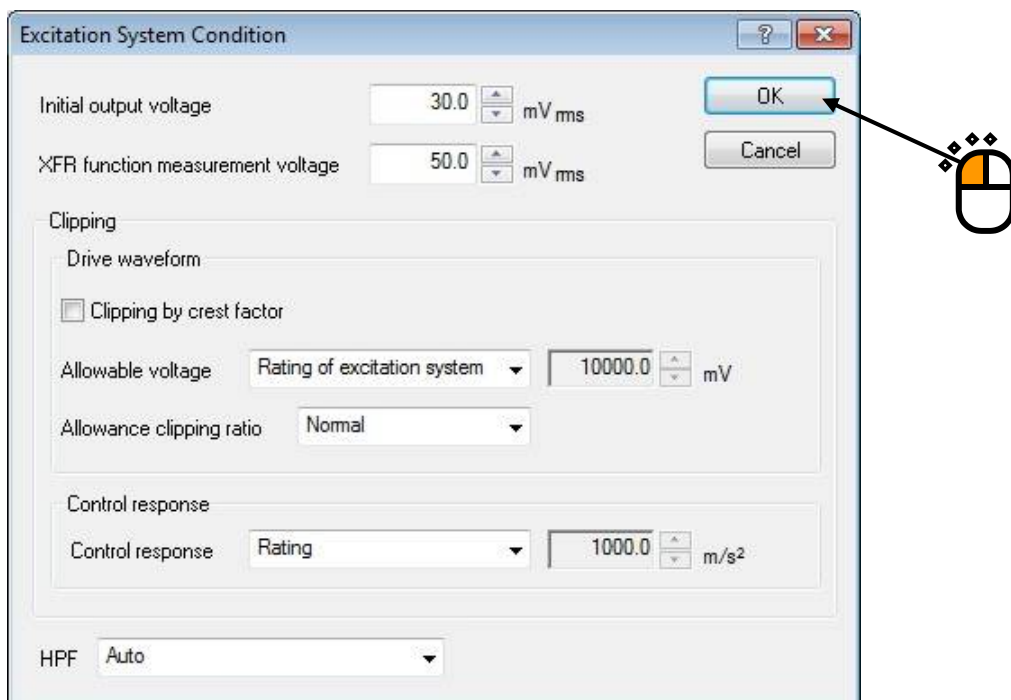 Excitation System Condition
Initial output voltage 30.0 mV rms OK
XFR function measurement voltage 50.0 mV rms Cancel
Clipping
Drive waveform
Clipping by crest factor
Allowable voltage Rating of excitation system 10000.0 mV
Allowance clipping ratio Normal
Control response
Control response Rating 1000.0 m/s²
HPF Auto